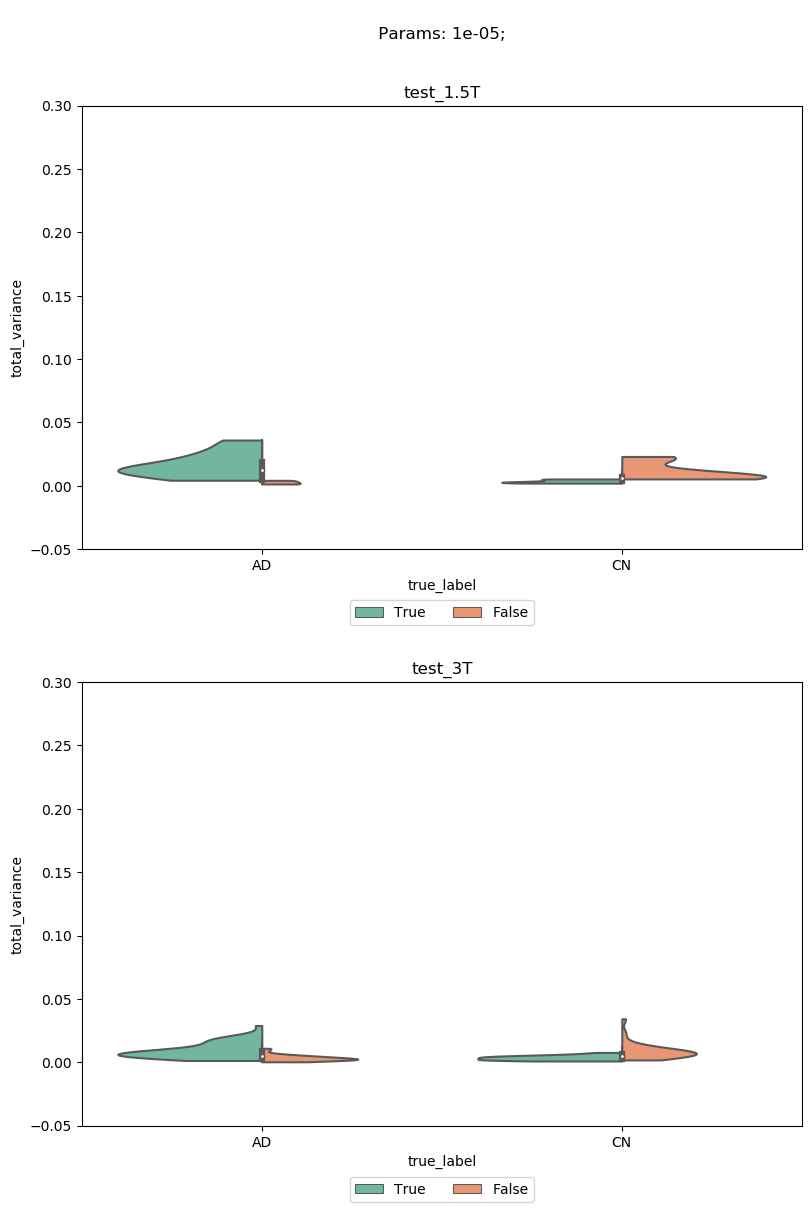 Params: 1e-05;
test_1.5T
0.30
0.25
0.20
0.15
0.10
0.05
0.00
−0.05
total_variance
AD CN
true_label
True False
test_3T
0.30
0.25
0.20
0.15
0.10
0.05
0.00
−0.05
total_variance
AD CN
true_label
True False